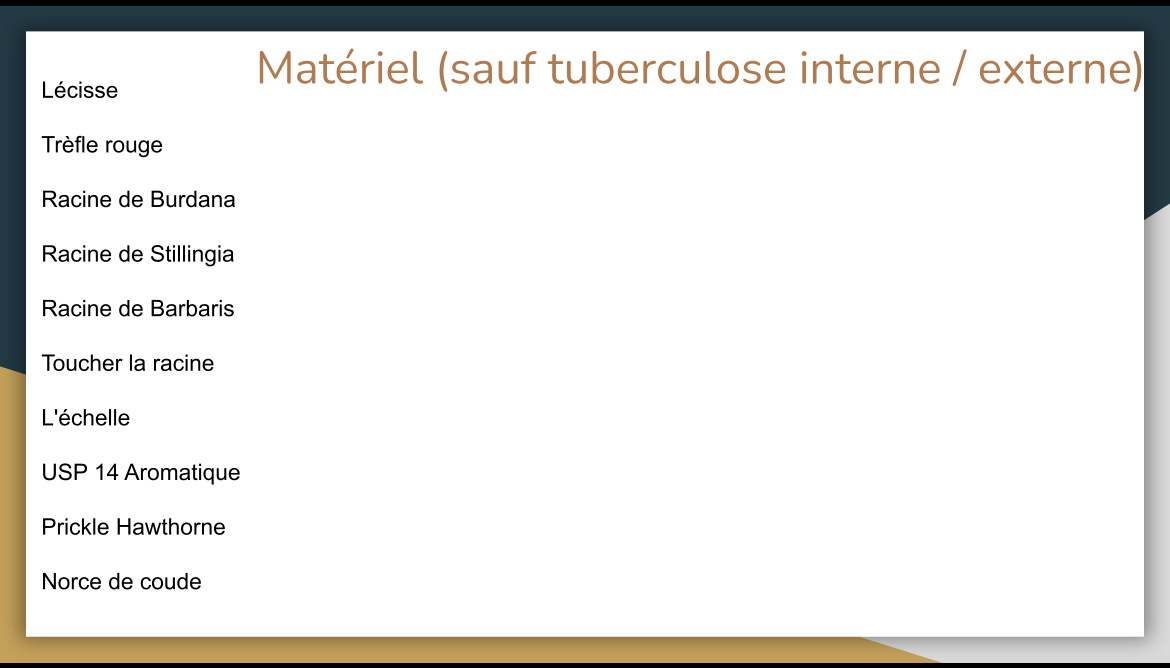 Matériel (sauf tuberculose interne / externe)
Lécisse
Trèfle rouge
Racine de Burdana
Racine de Stillingia
Racine de Barbaris
Toucher la racine
L'échelle
USP 14 Aromatique
Prickle Hawthorne
Norce de coude